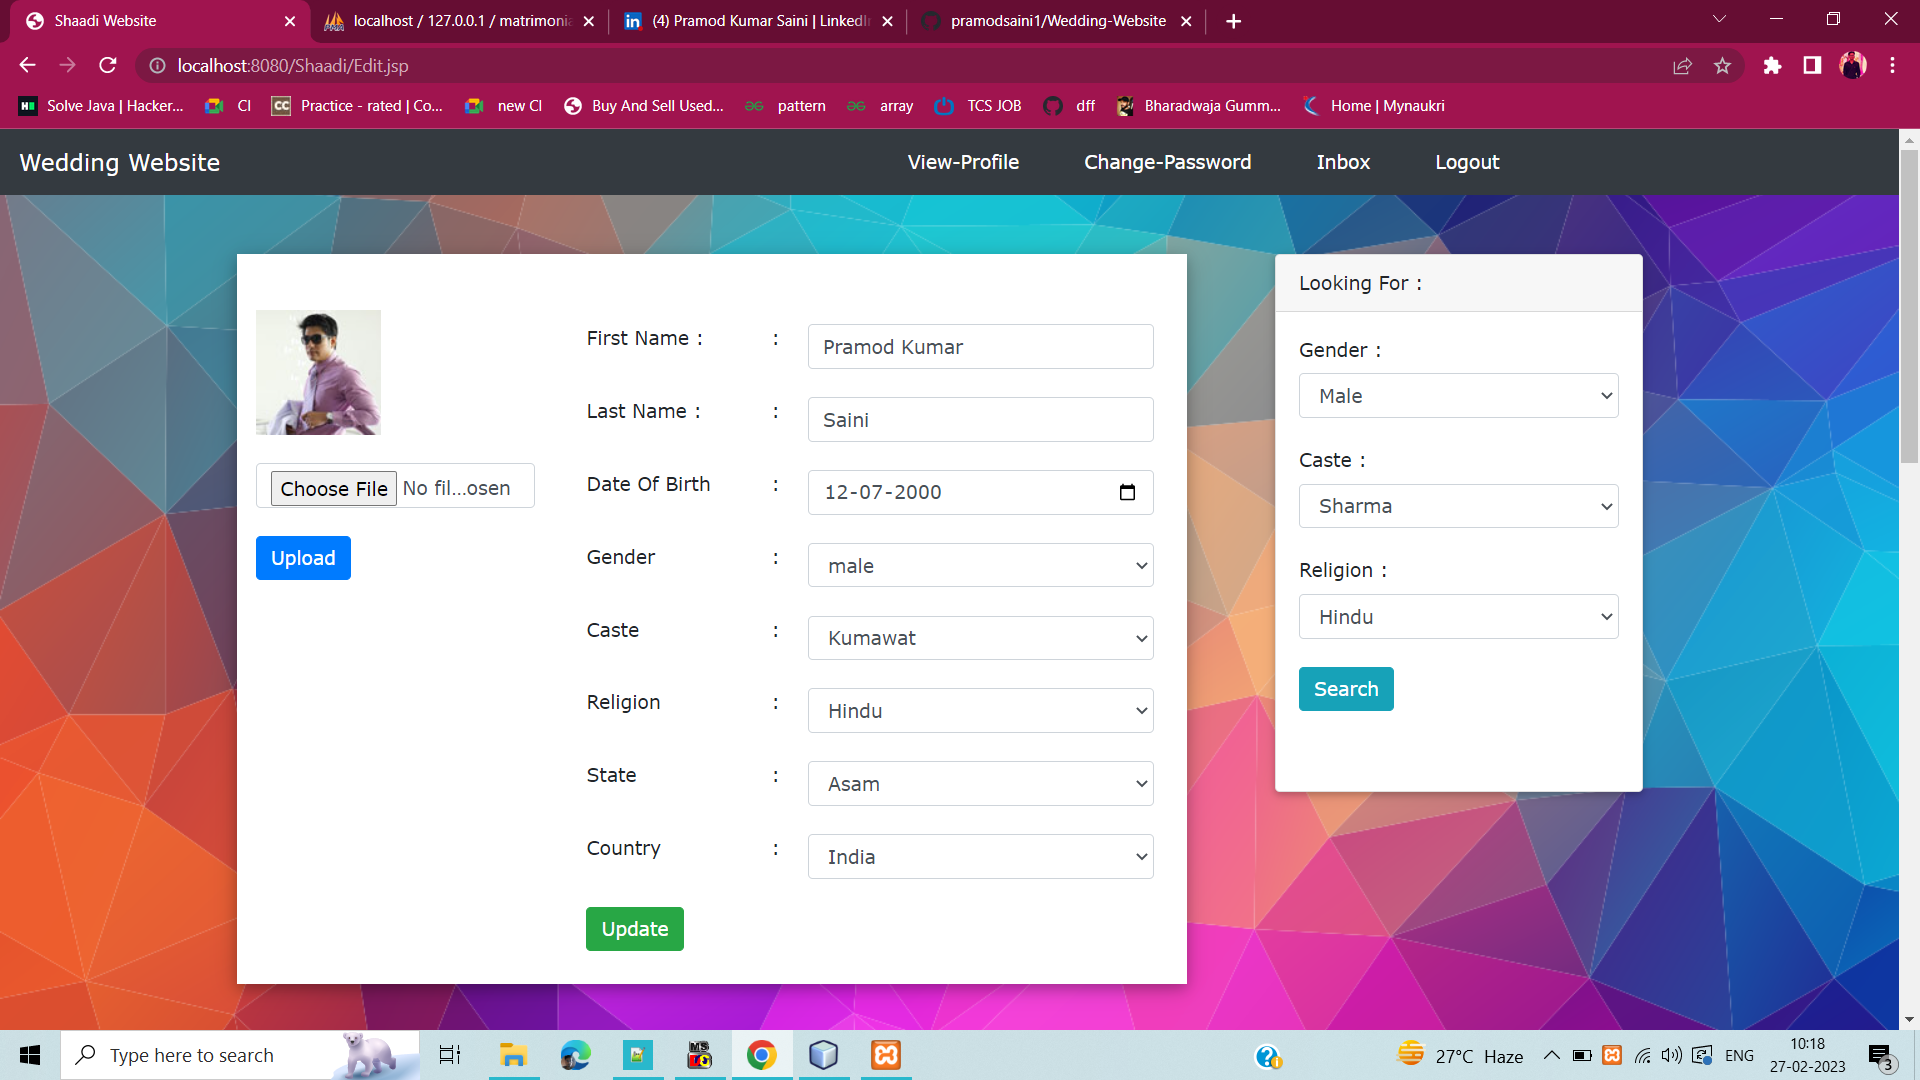 Shaadi Website
localhost / 127.0.0.1 / matrimonia
(4) Pramod Kumar Saini | LinkedIn
pramodsaini1/Wedding-Website
localhost:8080/Shaadi/Edit.jsp
Solve Java | Hacker...
CI
Practice - rated | Co...
new CI
Buy And Sell Used...
pattern
array
TCS JOB
dff
Bharadwaja Gumm...
Home | Mynaukri
Wedding Website
View-Profile
Change-Password
Inbox
Logout
Choose File No fil...osen
Upload
First Name : : Pramod Kumar
Last Name : : Saini
Date Of Birth : 12-07-2000
Gender : male
Caste : Kumawat
Religion : Hindu
State : Asam
Country : India
Update
Looking For :
Gender :
Male
Caste :
Sharma
Religion :
Hindu
Search
Type here to search
27°C Haze
ENG
10:18
27-02-2023
3